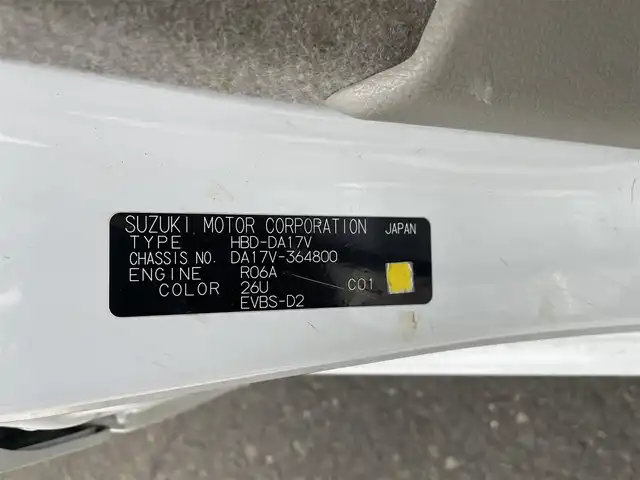 SUZUKI MOTOR CORPORATION JAPAN
TYPE HBD-DA17V
CHASSIS NO. DA17V-364800
ENGINE R06A
COLOR 26U C01
EVBS-D2